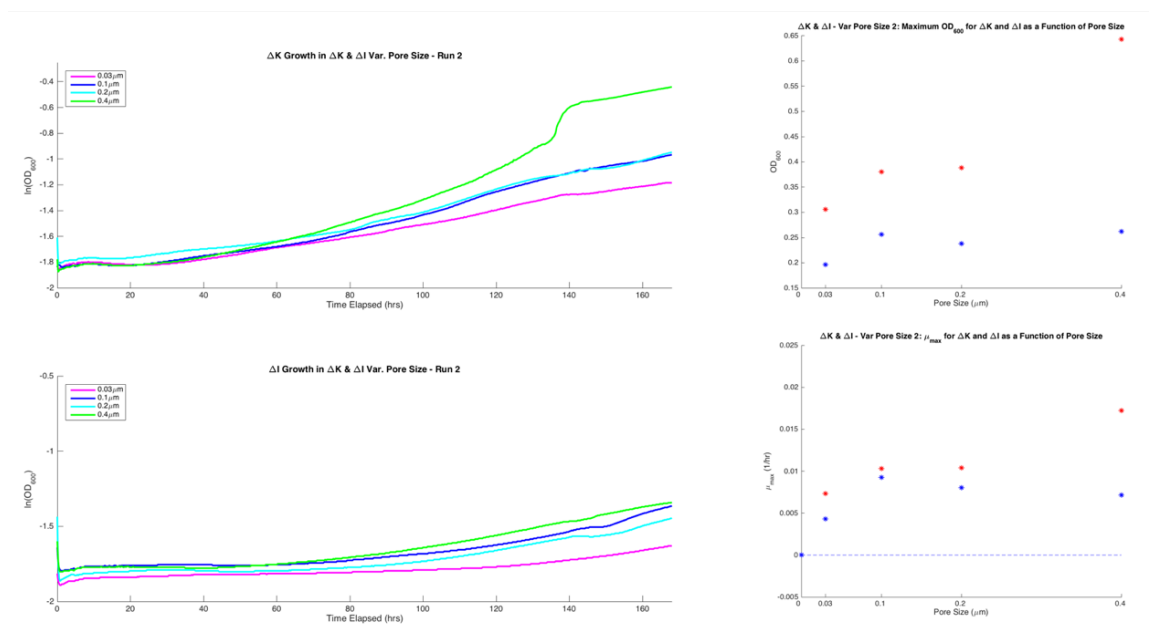 ΔK Growth in ΔK & ΔI Var. Pore Size - Run 2
0.03μm
0.1μm
0.2μm
0.4μm
-0.4
-0.6
-0.8
-1
-1.2
-1.4
-1.6
-1.8
-2
ln(OD600)
0 20 40 60 80 100 120 140 160
Time Elapsed (hrs)
ΔK & ΔI - Var Pore Size 2: Maximum OD600 for ΔK and ΔI as a Function of Pore Size
0.65
0.6
0.55
0.5
0.45
0.4
0.35
0.3
0.25
0.2
0.15
OD600
0 0.03 0.1 0.2 0.4
Pore Size (μm)
ΔI Growth in ΔK & ΔI Var. Pore Size - Run 2
0.03μm
0.1μm
0.2μm
0.4μm
-0.5
-1
-1.5
-2
ln(OD600)
0 20 40 60 80 100 120 140 160
Time Elapsed (hrs)
ΔK & ΔI - Var Pore Size 2: μmax for ΔK and ΔI as a Function of Pore Size
0.025
0.02
0.015
0.01
0.005
0
-0.005
μmax (1/hr)
0 0.03 0.1 0.2 0.4
Pore Size (μm)